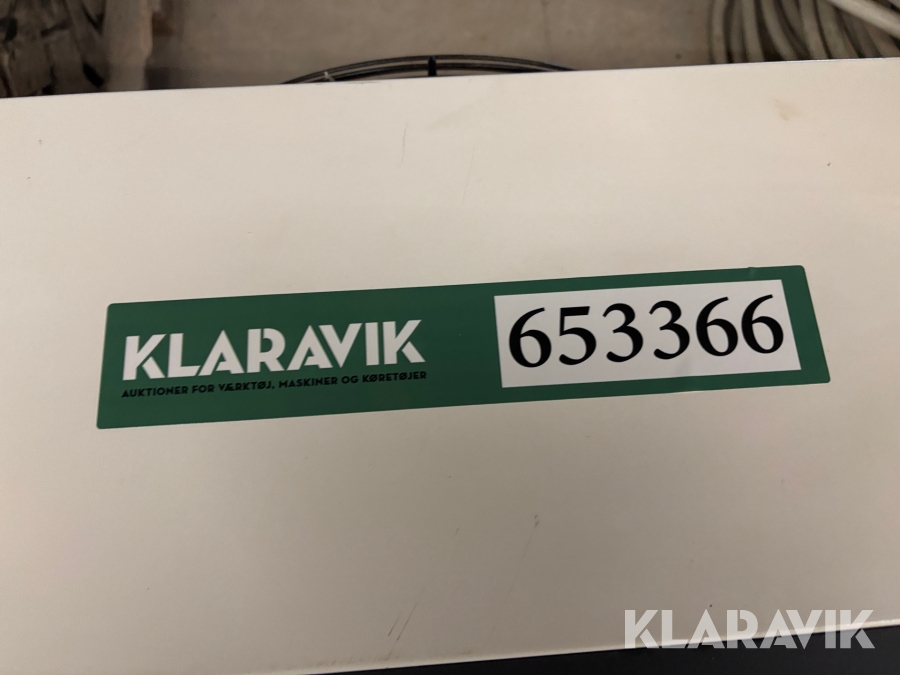 KLARAVIK
AUKTIONER FOR VÆRKTØJ, MASKINER OG KØRETØJER
653366
KLARAVIK